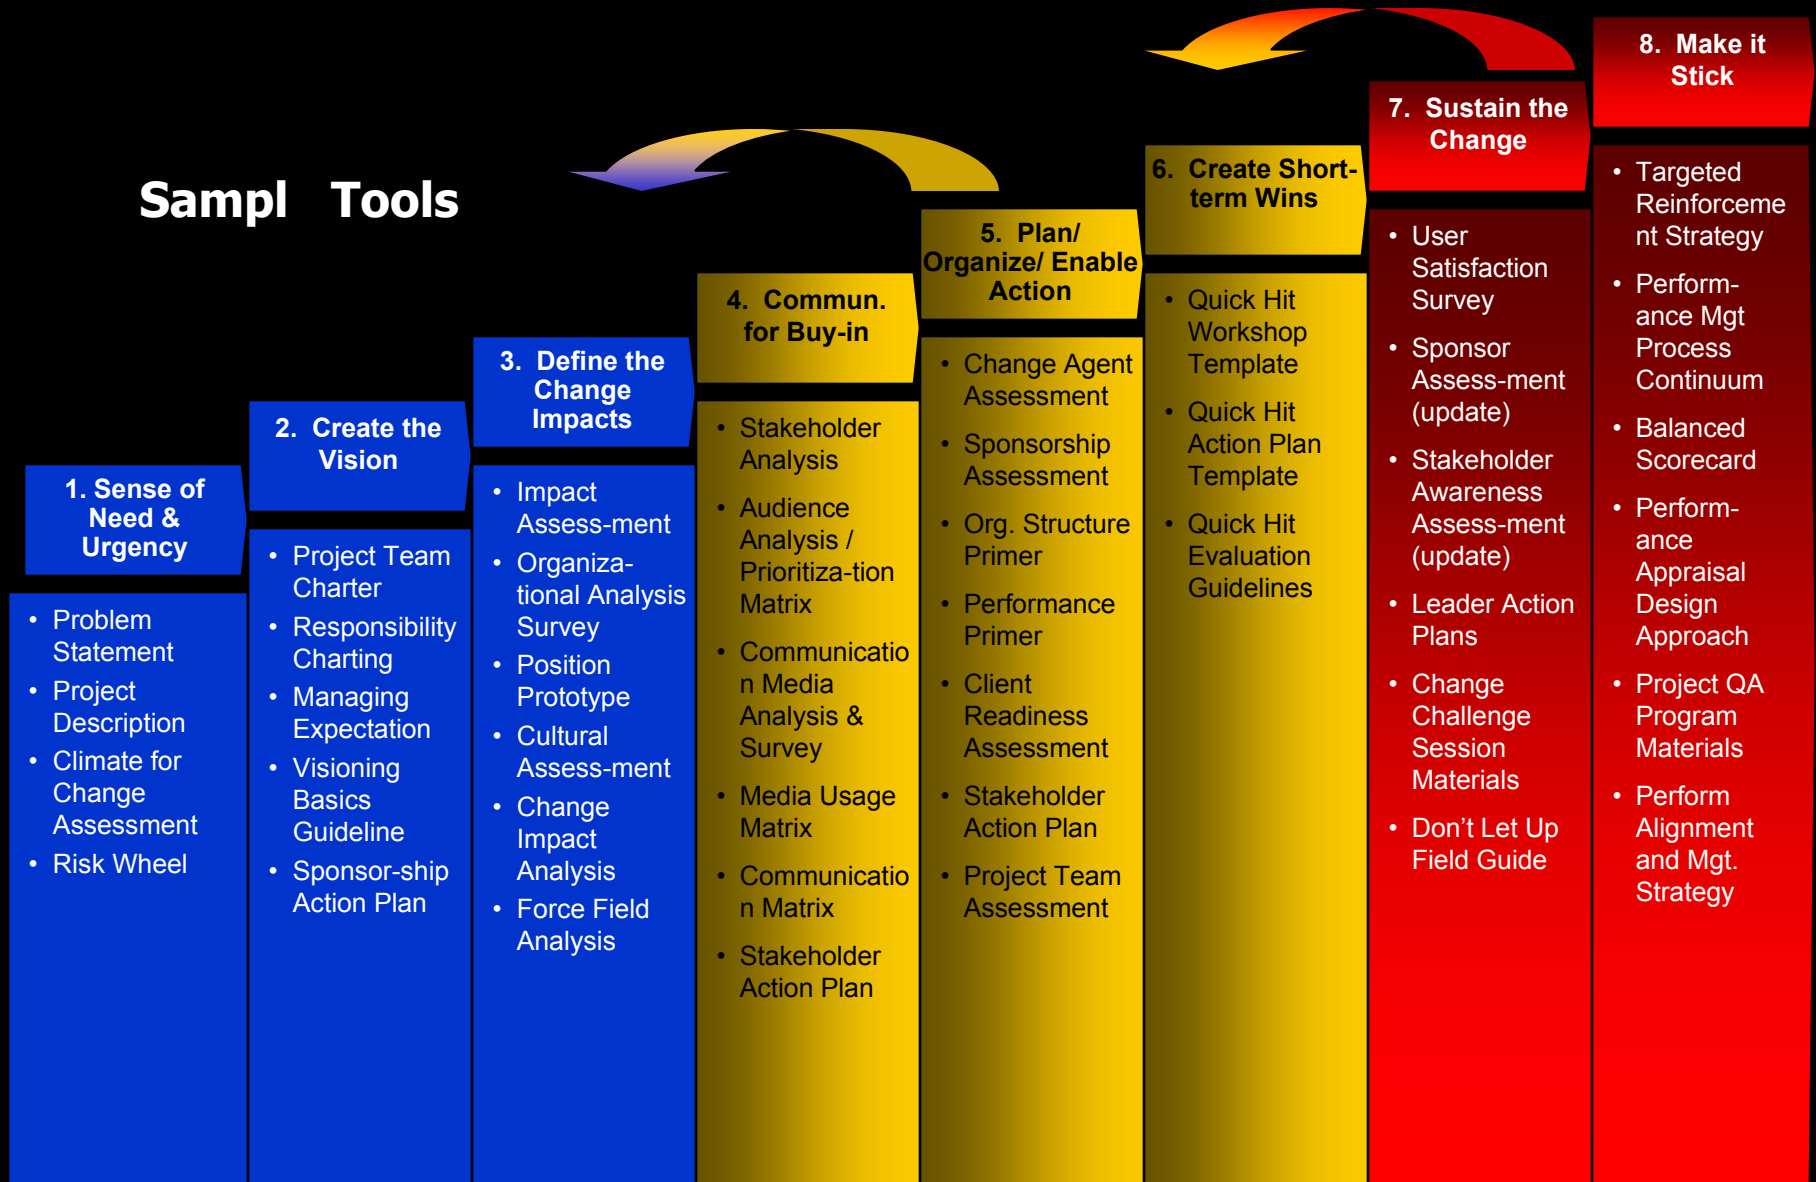 Sampl Tools
1. Sense of
Need &
Urgency
• Problem
Statement
• Project
Description
• Climate for
Change
Assessment
• Risk Wheel
2. Create the
Vision
• Project Team
Charter
• Responsibility
Charting
• Managing
Expectation
• Visioning
Basics
Guideline
• Sponsor-ship
Action Plan
3. Define the
Change
Impacts
• Impact
Assess-ment
• Organiza-
tional Analysis
Survey
• Position
Prototype
• Cultural
Assess-ment
• Change
Impact
Analysis
• Force Field
Analysis
4. Commun.
for Buy-in
• Stakeholder
Analysis
• Audience
Analysis /
Prioritiza-tion
Matrix
• Communicatio
n Media
Analysis &
Survey
• Media Usage
Matrix
• Communicatio
n Matrix
• Stakeholder
Action Plan
5. Plan/
Organize/ Enable
Action
• Change Agent
Assessment
• Sponsorship
Assessment
• Org. Structure
Primer
• Performance
Primer
• Client
Readiness
Assessment
• Stakeholder
Action Plan
• Project Team
Assessment
6. Create Short-
term Wins
• Quick Hit
Workshop
Template
• Quick Hit
Action Plan
Template
• Quick Hit
Evaluation
Guidelines
7. Sustain the
Change
• User
Satisfaction
Survey
• Sponsor
Assess-ment
(update)
• Stakeholder
Awareness
Assess-ment
(update)
• Leader Action
Plans
• Change
Challenge
Session
Materials
• Don’t Let Up
Field Guide
8. Make it
Stick
• Targeted
Reinforceme
nt Strategy
• Perform-
ance Mgt
Process
Continuum
• Balanced
Scorecard
• Perform-
ance
Appraisal
Design
Approach
• Project QA
Program
Materials
• Perform
Alignment
and Mgt.
Strategy